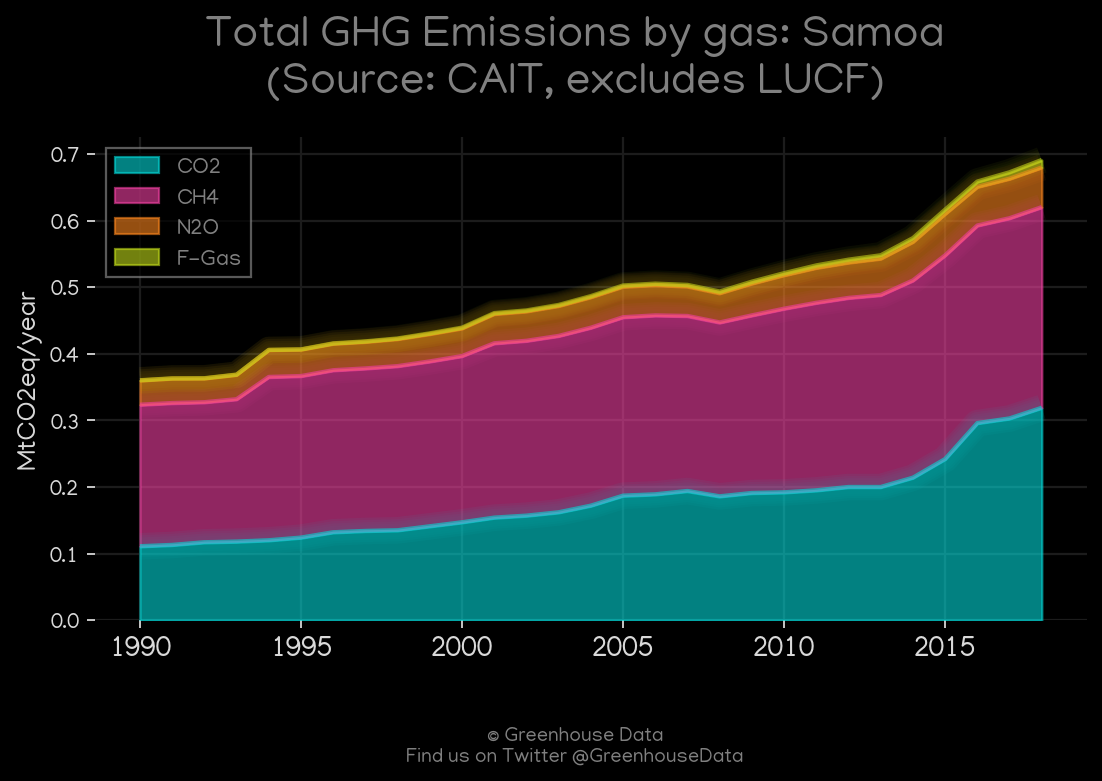 Total GHG Emissions by gas: Samoa
(Source: CAIT, excludes LUCF)
MtCO2eq/year
0.7
0.6
0.5
0.4
0.3
0.2
0.1
0.0
CO2
CH4
N2O
F-Gas
1990 1995 2000 2005 2010 2015
© Greenhouse Data
Find us on Twitter @GreenhouseData